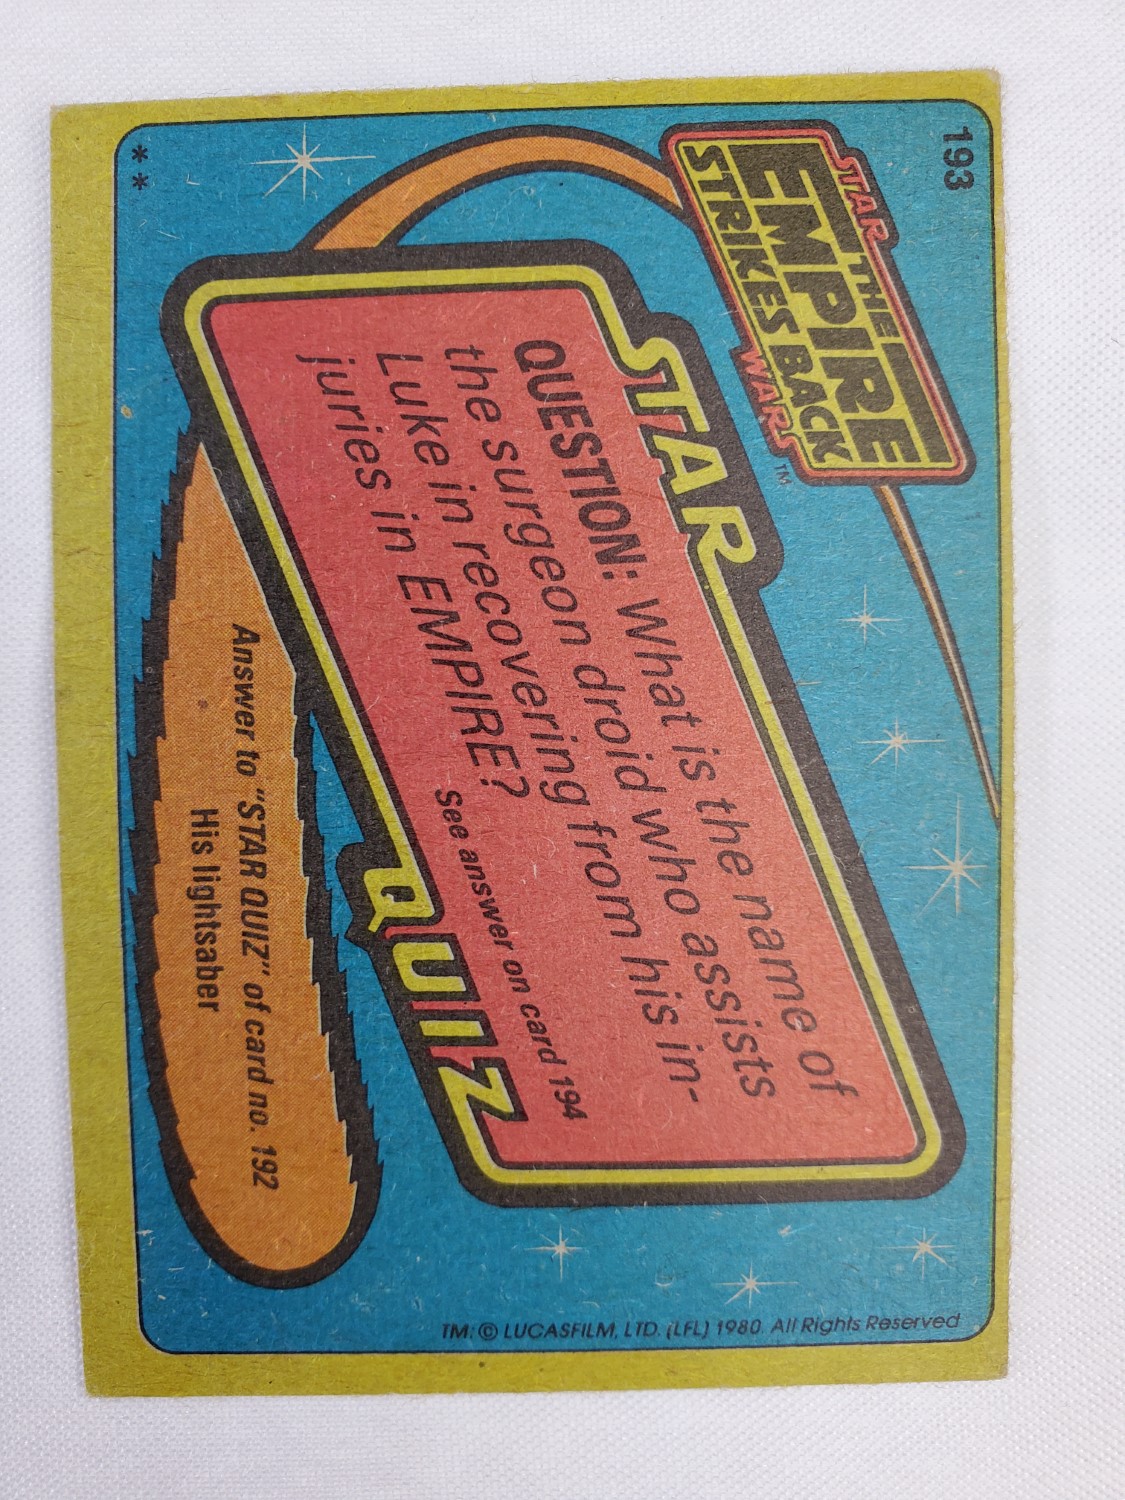 193
STAR
THE
EMPIRE
STRIKES BACK
WARS™
STAR
QUESTION: What is the name of
the surgeon droid who assists
Luke in recovering from his in-
juries in EMPIRE?
See answer on card 194
QUIZ
Answer to "STAR QUIZ" of card no. 192
His lightsaber
**
TM: © LUCASFILM, LTD. (LFL) 1980 All Rights Reserved